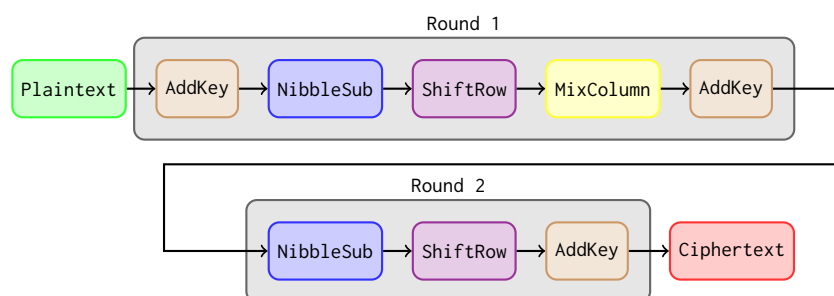 Round 1
Plaintext
AddKey
NibbleSub
ShiftRow
MixColumn
AddKey
Round 2
NibbleSub
ShiftRow
AddKey
Ciphertext